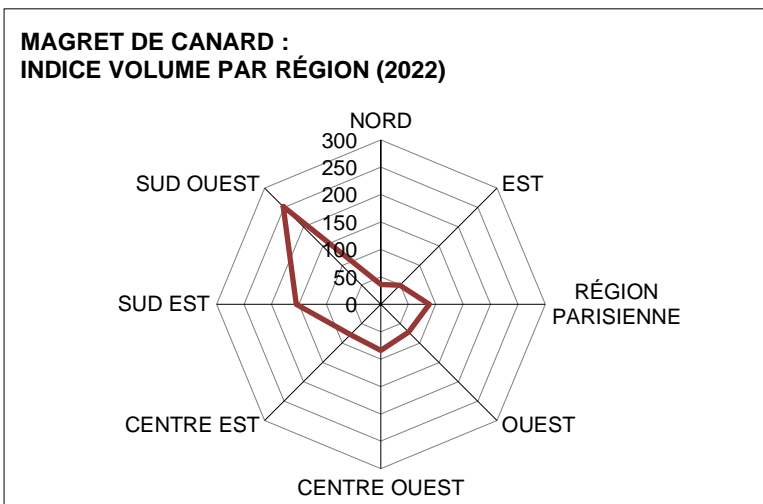 MAGRET DE CANARD :
INDICE VOLUME PAR RÉGION (2022)
NORD
300
250
200
150
100
50
0
EST
RÉGION
PARISIENNE
OUEST
CENTRE OUEST
CENTRE EST
SUD EST
SUD OUEST